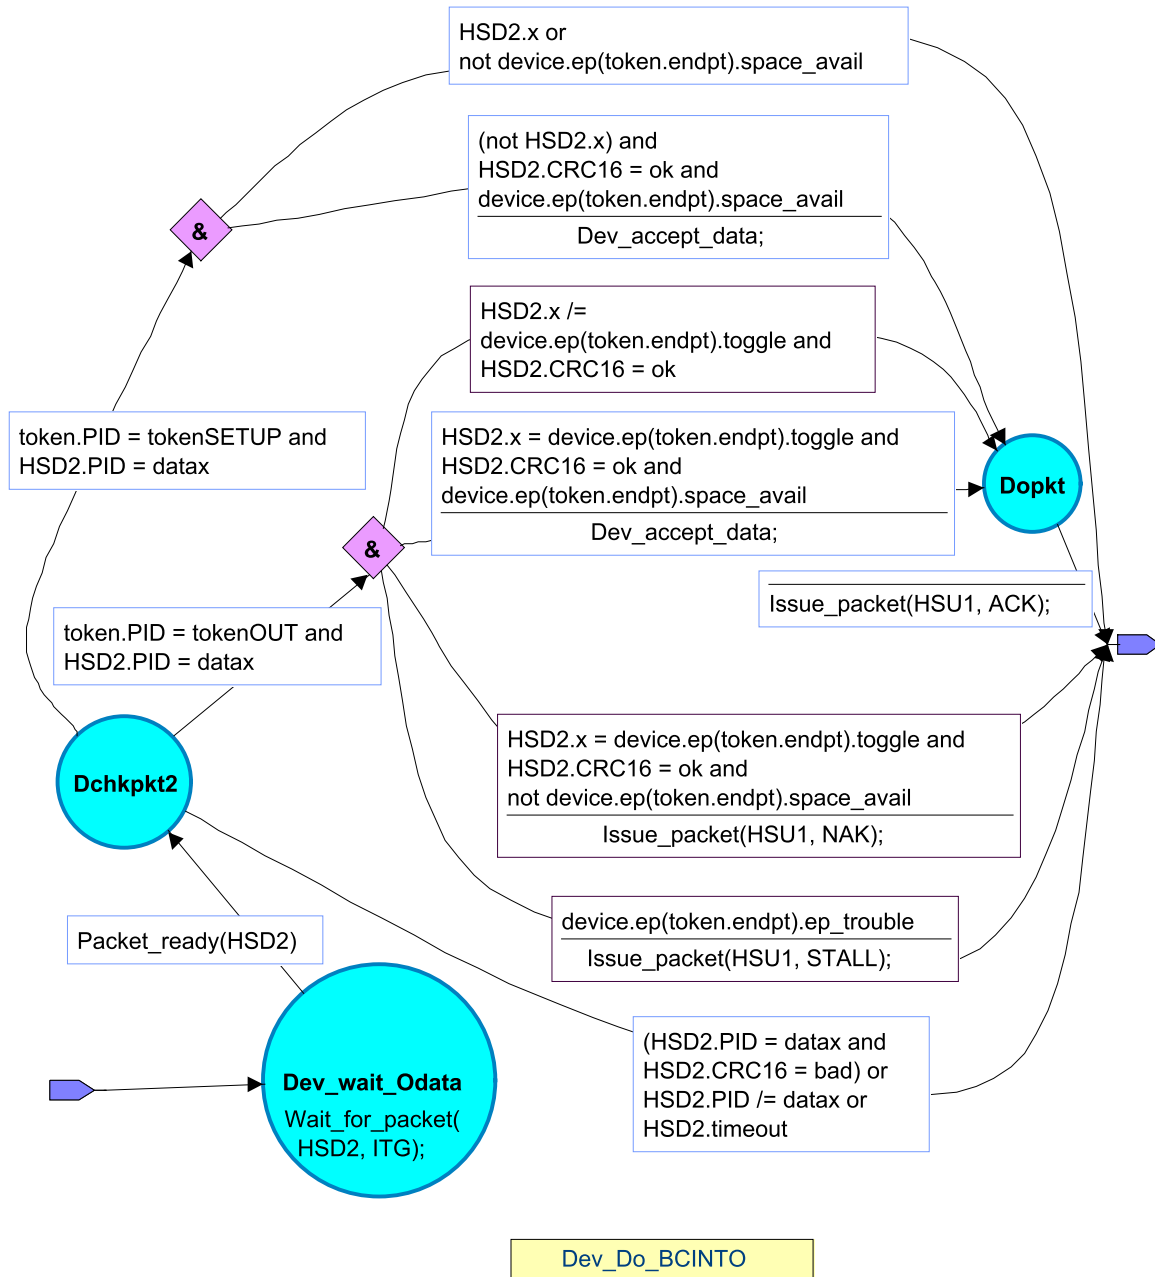 HSD2.x or
not device.ep(token.endpt).space_avail
(not HSD2.x) and
HSD2.CRC16 = ok and
device.ep(token.endpt).space_avail
Dev_accept_data;
&
HSD2.x /=
device.ep(token.endpt).toggle and
HSD2.CRC16 = ok
token.PID = tokenSETUP and
HSD2.PID = datax
HSD2.x = device.ep(token.endpt).toggle and
HSD2.CRC16 = ok and
device.ep(token.endpt).space_avail
Dev_accept_data;
Dopkt
&
Issue_packet(HSU1, ACK);
token.PID = tokenOUT and
HSD2.PID = datax
HSD2.x = device.ep(token.endpt).toggle and
HSD2.CRC16 = ok and
not device.ep(token.endpt).space_avail
Issue_packet(HSU1, NAK);
Dchkpkt2
device.ep(token.endpt).ep_trouble
Issue_packet(HSU1, STALL);
Packet_ready(HSD2)
(HSD2.PID = datax and
HSD2.CRC16 = bad) or
HSD2.PID /= datax or
HSD2.timeout
Dev_wait_Odata
Wait_for_packet(
HSD2, ITG);
Dev_Do_BCINTO